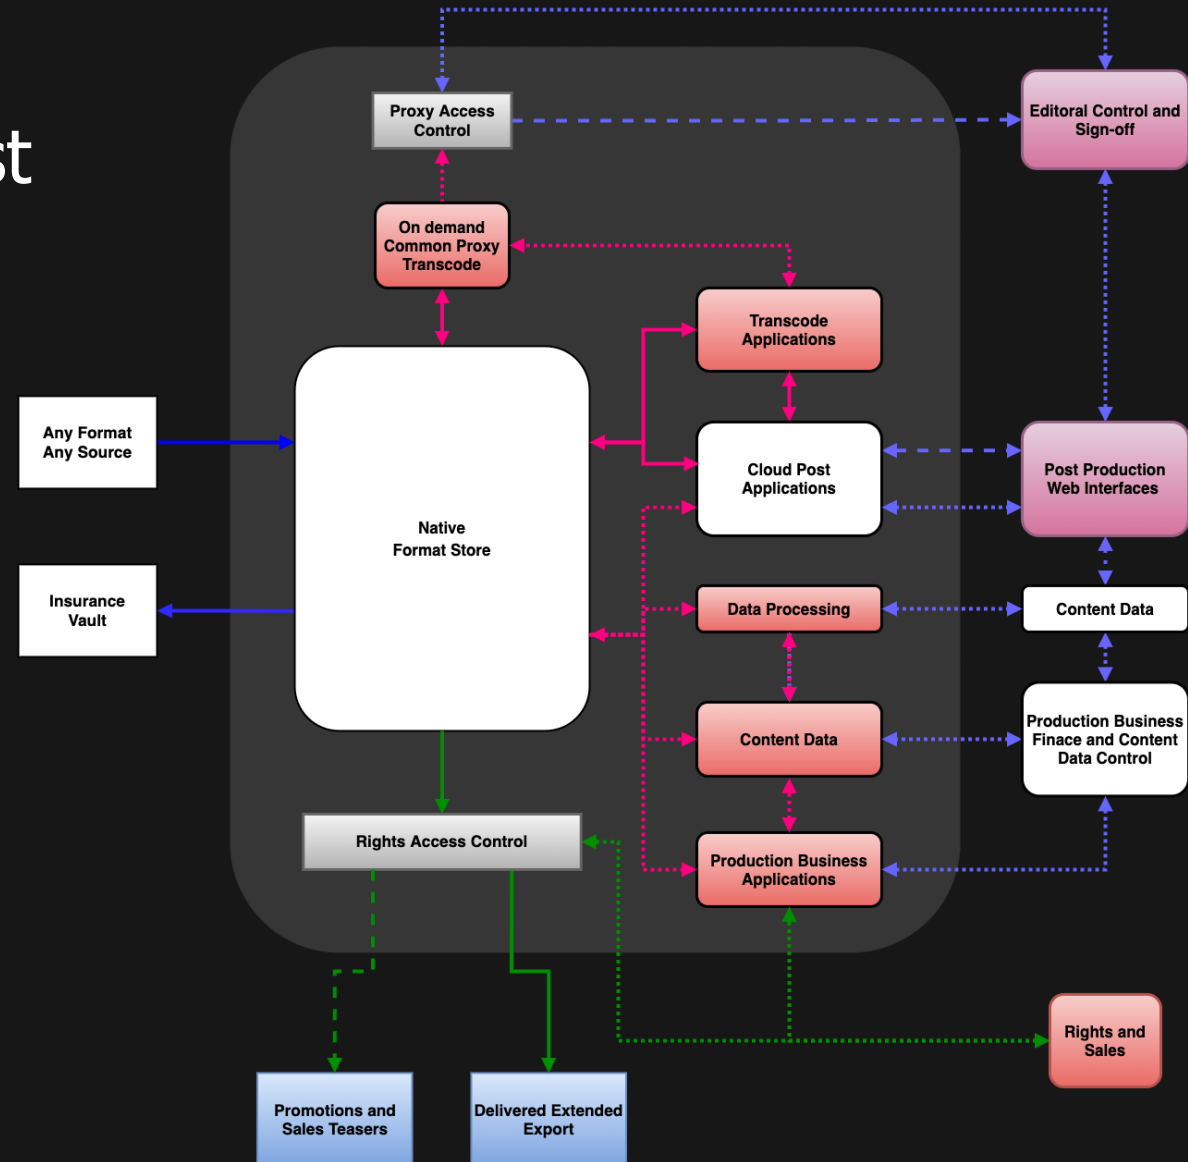 st
Proxy Access
Control
Editoral Control and
Sign-off
On demand
Common Proxy
Transcode
Transcode
Applications
Any Format
Any Source
Native
Format Store
Cloud Post
Applications
Post Production
Web Interfaces
Insurance
Vault
Data Processing
Content Data
Content Data
Production Business
Finace and Content
Data Control
Rights Access Control
Production Business
Applications
Rights and
Sales
Promotions and
Sales Teasers
Delivered Extended
Export